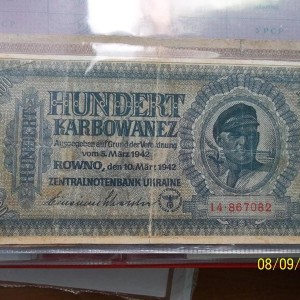 HUNDERT
HUNDERT
KARBOWANEZ
Ausgegeben auf Grund der Verordnung
vom 5. März 1942
ROWNO, den 10. März 1942
ZENTRALNOTENBANK UKRAINE
14·867082
08/09